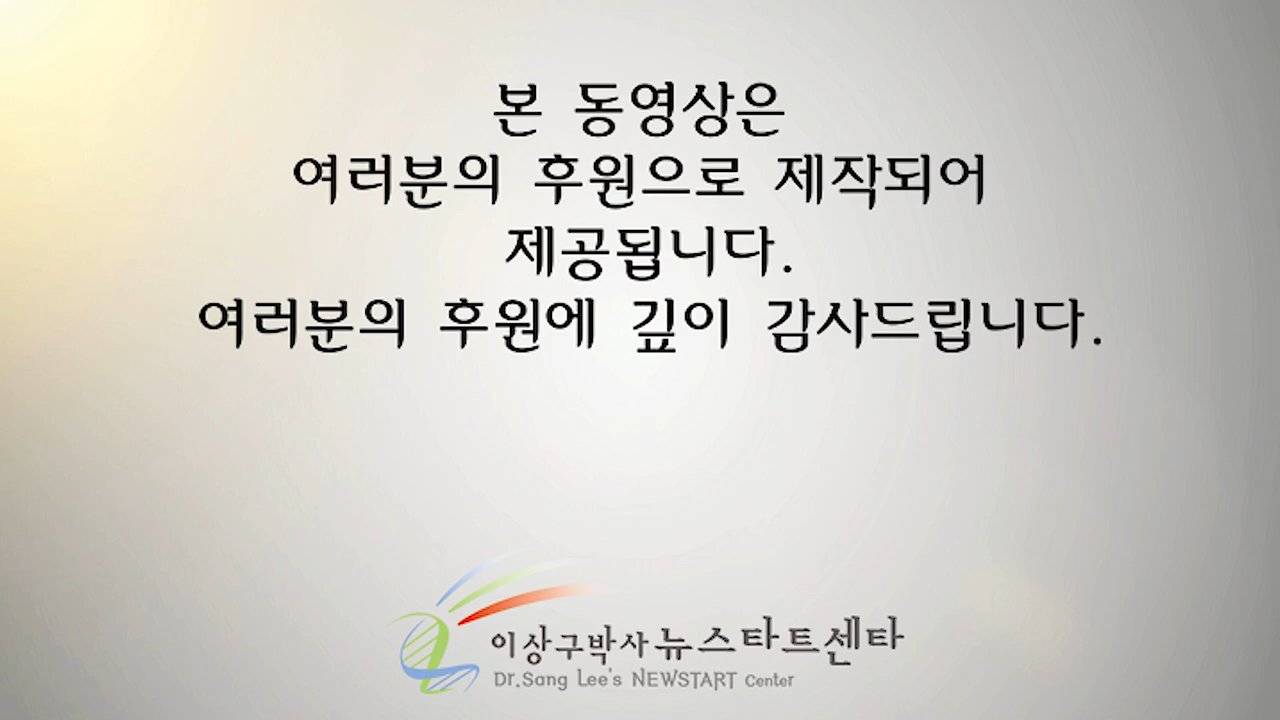 본 동영상은
여러분의 후원으로 제작되어
제공됩니다.
여러분의 후원에 깊이 감사드립니다.
이상구박사 뉴스타트센타
Dr.Sang Lee's NEWSTART Center